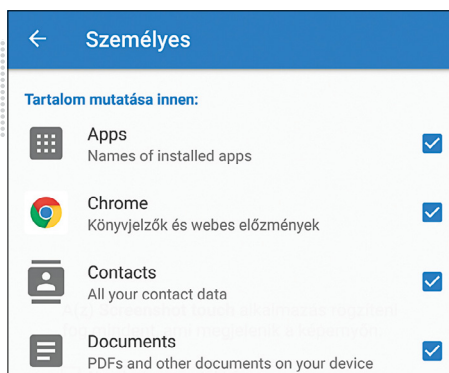 Személyes
Tartalom mutatása innen:
Apps
Names of installed apps
Chrome
Könyvjelzők és webes előzmények
Contacts
All your contact data
Documents
PDFs and other documents on your device